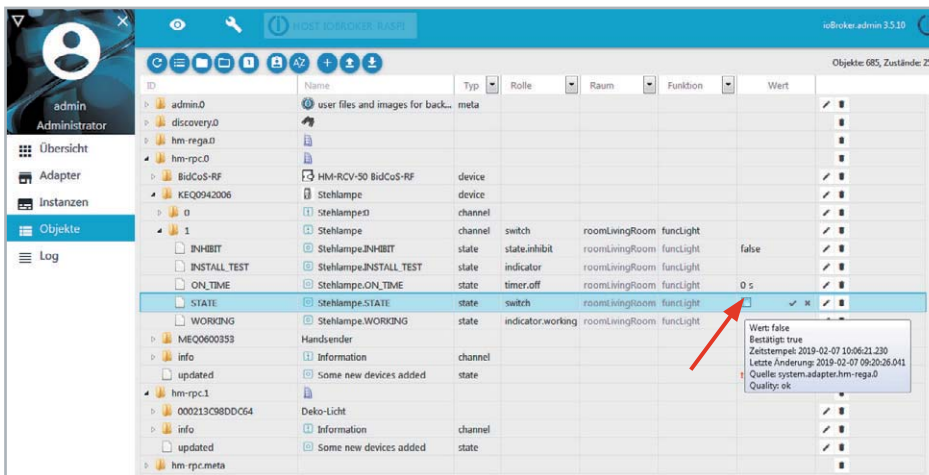 HOST IOBROKER-RASPI
ioBroker.admin 3.5.10
Objekte: 685, Zustände: 25
admin
Administrator
Übersicht
Adapter
Instanzen
Objekte
Log
ID Name Typ Rolle Raum Funktion Wert
admin.0 user files and images for back... meta
discovery.0
hm-rega.0
hm-rpc.0
BidCoS-RF HM-RCV-50 BidCoS-RF device
KEQ0942006 Stehlampe device
0 Stehlampe:0 channel
1 Stehlampe channel switch roomLivingRoom funcLight
INHIBIT Stehlampe.INHIBIT state state.inhibit roomLivingRoom funcLight false
INSTALL_TEST Stehlampe.INSTALL_TEST state indicator roomLivingRoom funcLight
ON_TIME Stehlampe.ON_TIME state timer.off roomLivingRoom funcLight 0 s
STATE Stehlampe.STATE state switch roomLivingRoom funcLight
WORKING Stehlampe.WORKING state indicator.working roomLivingRoom funcLight
MEQ0600353 Handsender
info Information channel
updated Some new devices added state
hm-rpc.1
000213C98DDC64 Deko-Licht
info Information channel
updated Some new devices added state
hm-rpc.meta
Wert: false
Bestätigt: true
Zeitstempel: 2019-02-07 10:06:21.230
Letzte Änderung: 2019-02-07 09:20:26.041
Quelle: system.adapter.hm-rega.0
Quality: ok